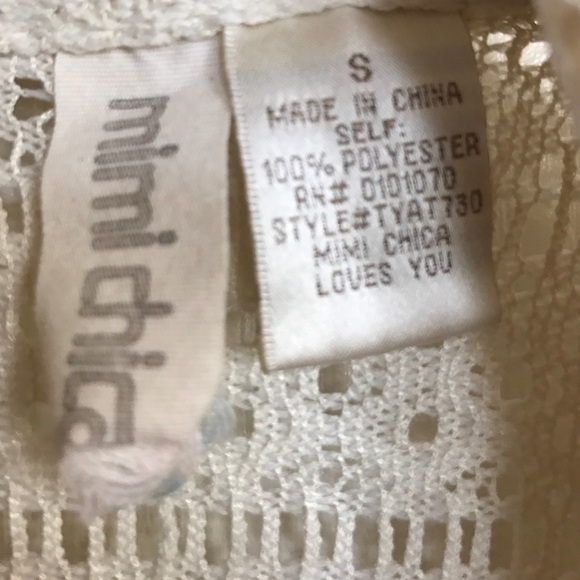 mimi chica
S
MADE IN CHINA
SELF:
100% POLYESTER
RN# 0101070
STYLE#TYAT730
MIMI CHICA
LOVES YOU